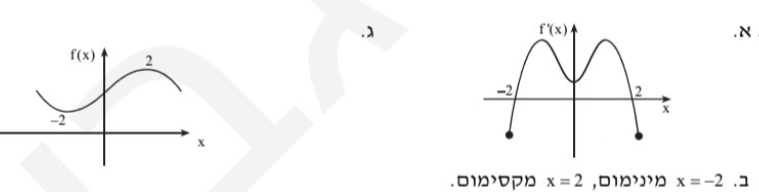 א.
f'(x)
–2
2
x
ב. x = –2 מינימום, x = 2 מקסימום.
ג.
f(x)
2
–2
x